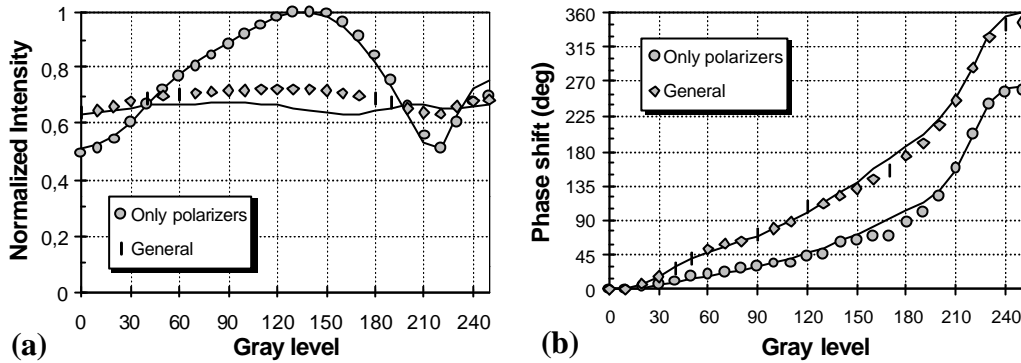 1
0,8
0,6
0,4
0,2
0
Normalized Intensity
Only polarizers
General
0 30 60 90 120 150 180 210 240
Gray level
(a)
360
315
270
225
180
135
90
45
0
Phase shift (deg)
Only polarizers
General
0 30 60 90 120 150 180 210 240
Gray level
(b)